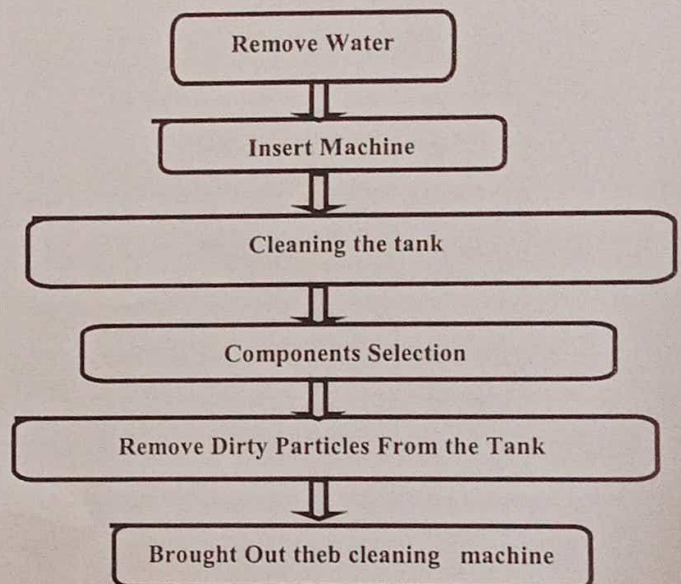 Remove Water
Insert Machine
Cleaning the tank
Components Selection
Remove Dirty Particles From the Tank
Brought Out theb cleaning machine